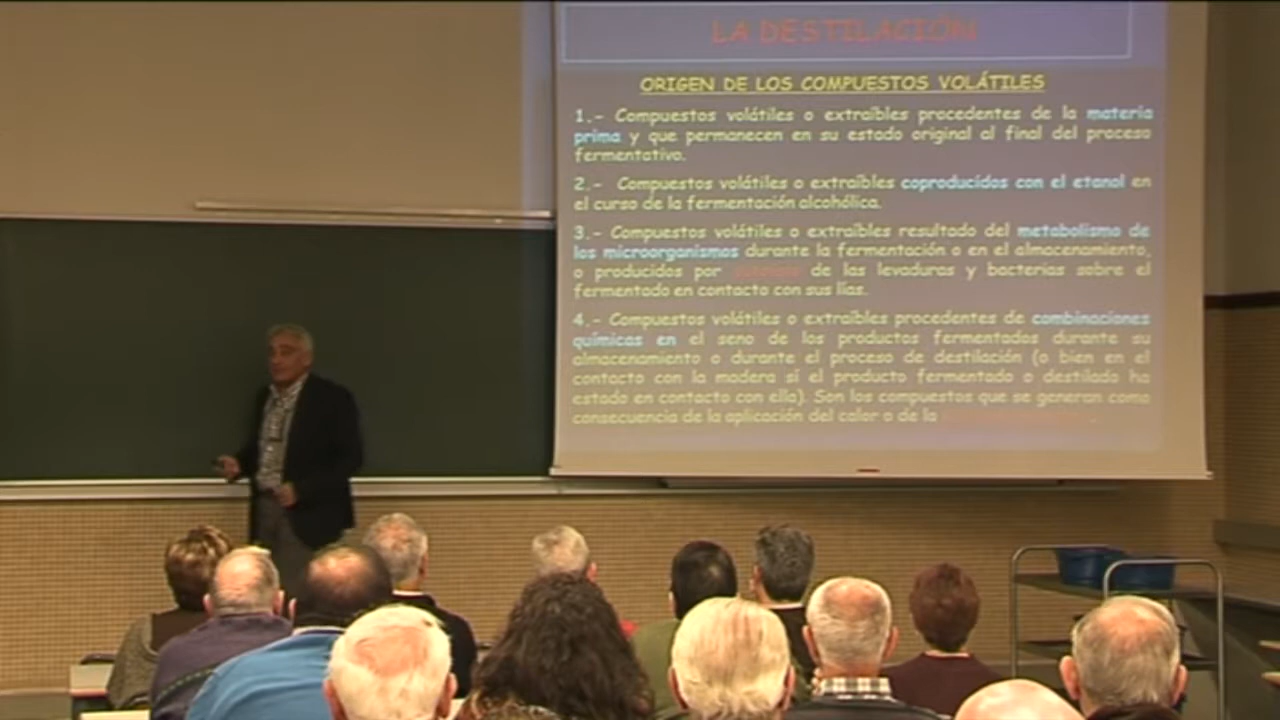 LA DESTILACIÓN
ORIGEN DE LOS COMPUESTOS VOLÁTILES
1.- Compuestos volátiles o extraíbles procedentes de la materia
prima y que permanecen en su estado original al final del proceso
fermentativo.
2.- Compuestos volátiles o extraíbles coproducidos con el etanol en
el curso de la fermentación alcohólica.
3.- Compuestos volátiles o extraíbles resultado del metabolismo de
los microorganismos durante la fermentación o en el almacenamiento,
o producidos por de las levaduras y bacterias sobre el
fermentado en contacto con sus lías.
4.- Compuestos volátiles o extraíbles procedentes de combinaciones
químicas en el seno de los productos fermentados durante su
almacenamiento o durante el proceso de destilación (o bien en el
contacto con la madera si el producto fermentado o destilado ha
estado en contacto con ella). Son los compuestos que se generan como
consecuencia de la aplicación del calor o de la